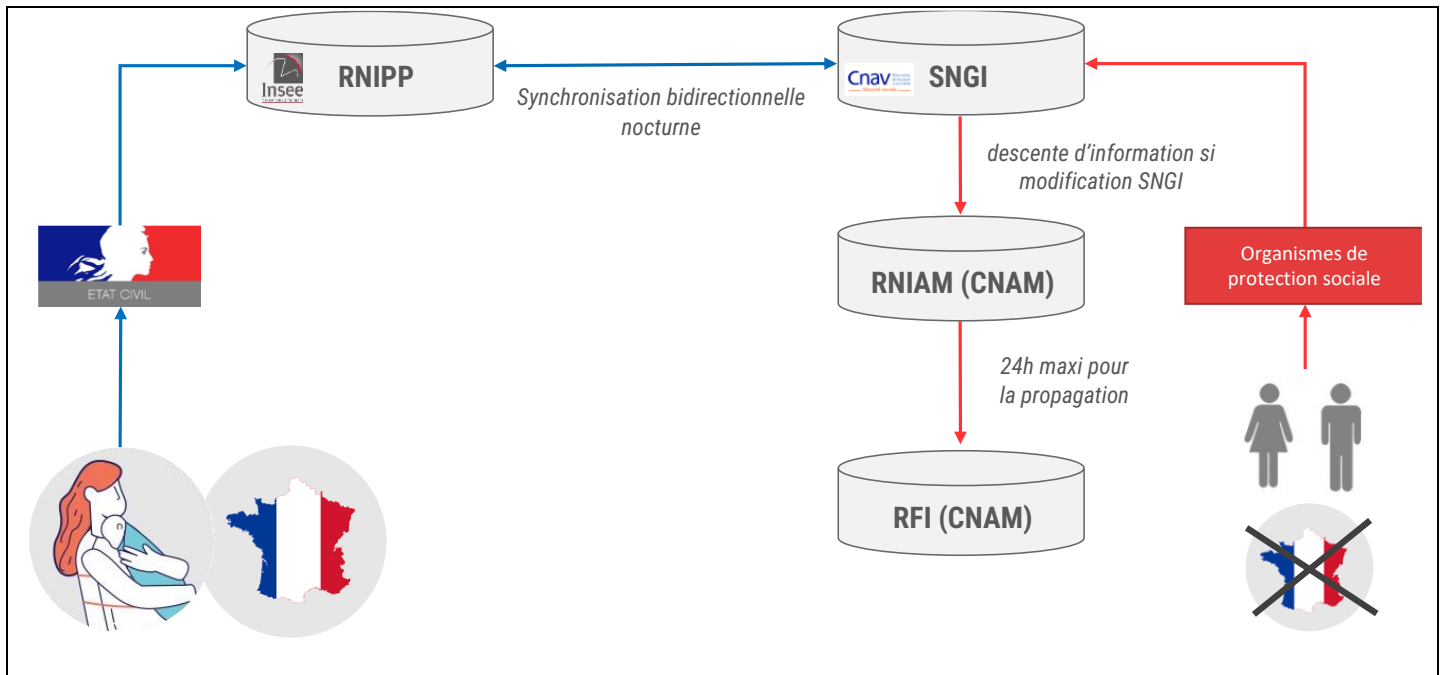 Insee
RNIPP
Synchronisation bidirectionnelle
nocturne
Cnav
SNGI
descente d'information si
modification SNGI
ETAT CIVIL
RNIAM (CNAM)
Organismes de
protection sociale
24h maxi pour
la propagation
RFI (CNAM)